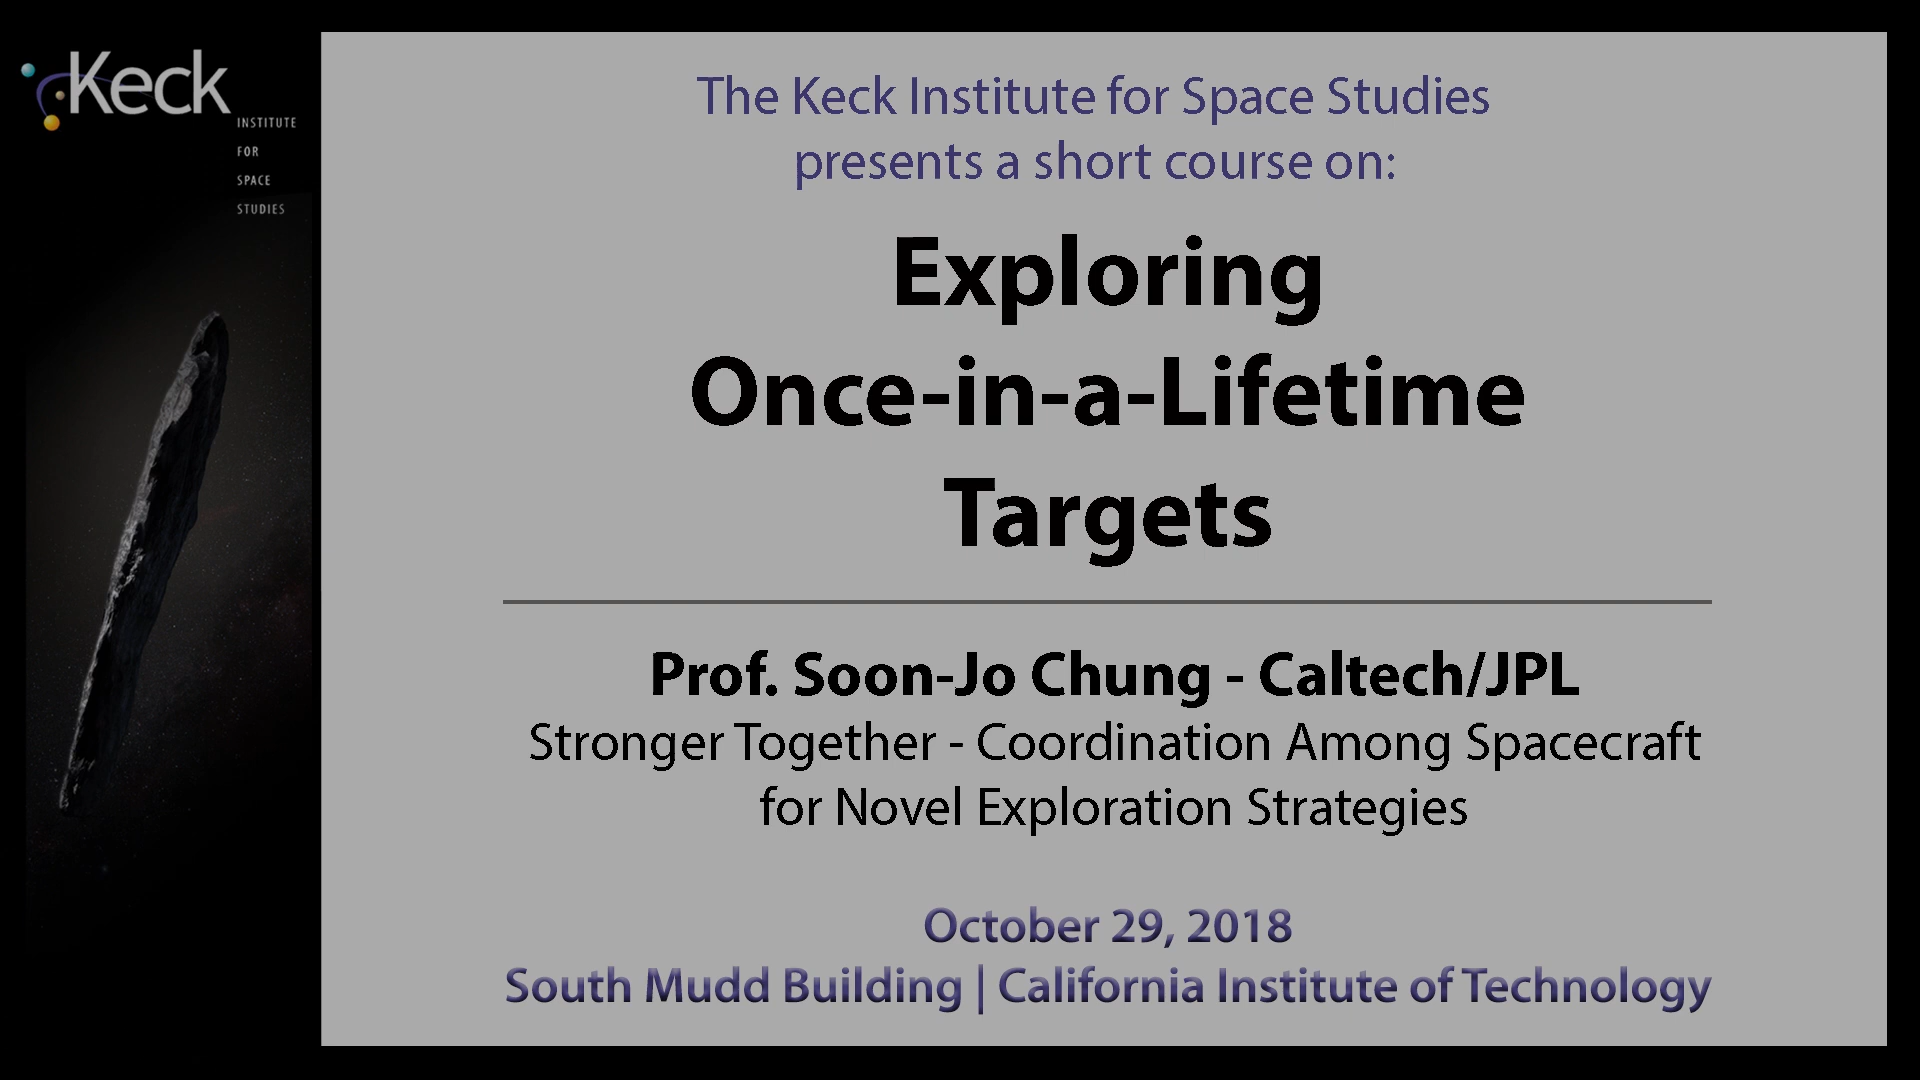 Keck
INSTITUTE
FOR
SPACE
STUDIES
The Keck Institute for Space Studies
presents a short course on:
Exploring
Once-in-a-Lifetime
Targets
Prof. Soon-Jo Chung - Caltech/JPL
Stronger Together - Coordination Among Spacecraft
for Novel Exploration Strategies
October 29, 2018
South Mudd Building | California Institute of Technology